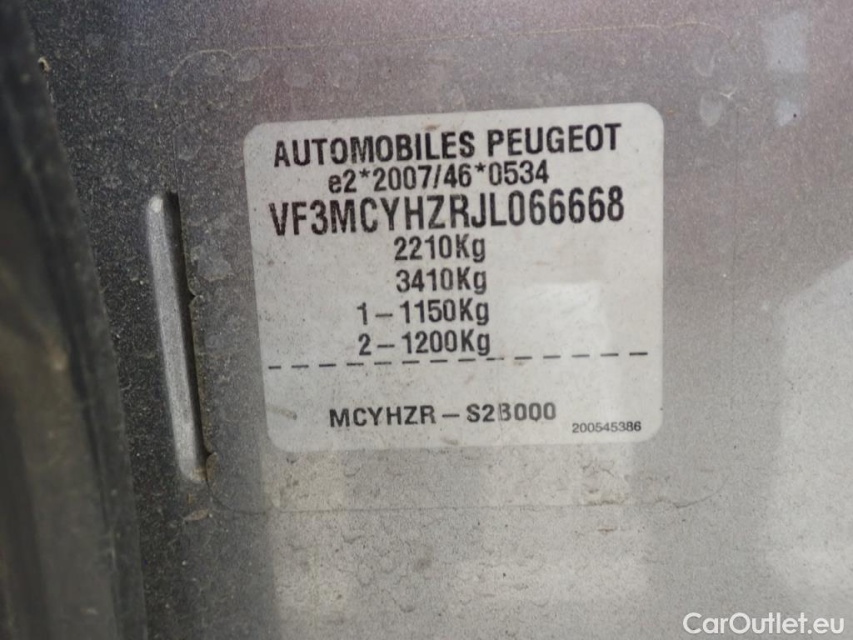 AUTOMOBILES PEUGEOT
e2*2007/46*0534
VF3MCYHZRJL066668
2210Kg
3410Kg
1-1150Kg
2-1200Kg
MCYHZR-S2B000
200545386
CarOutlet.eu